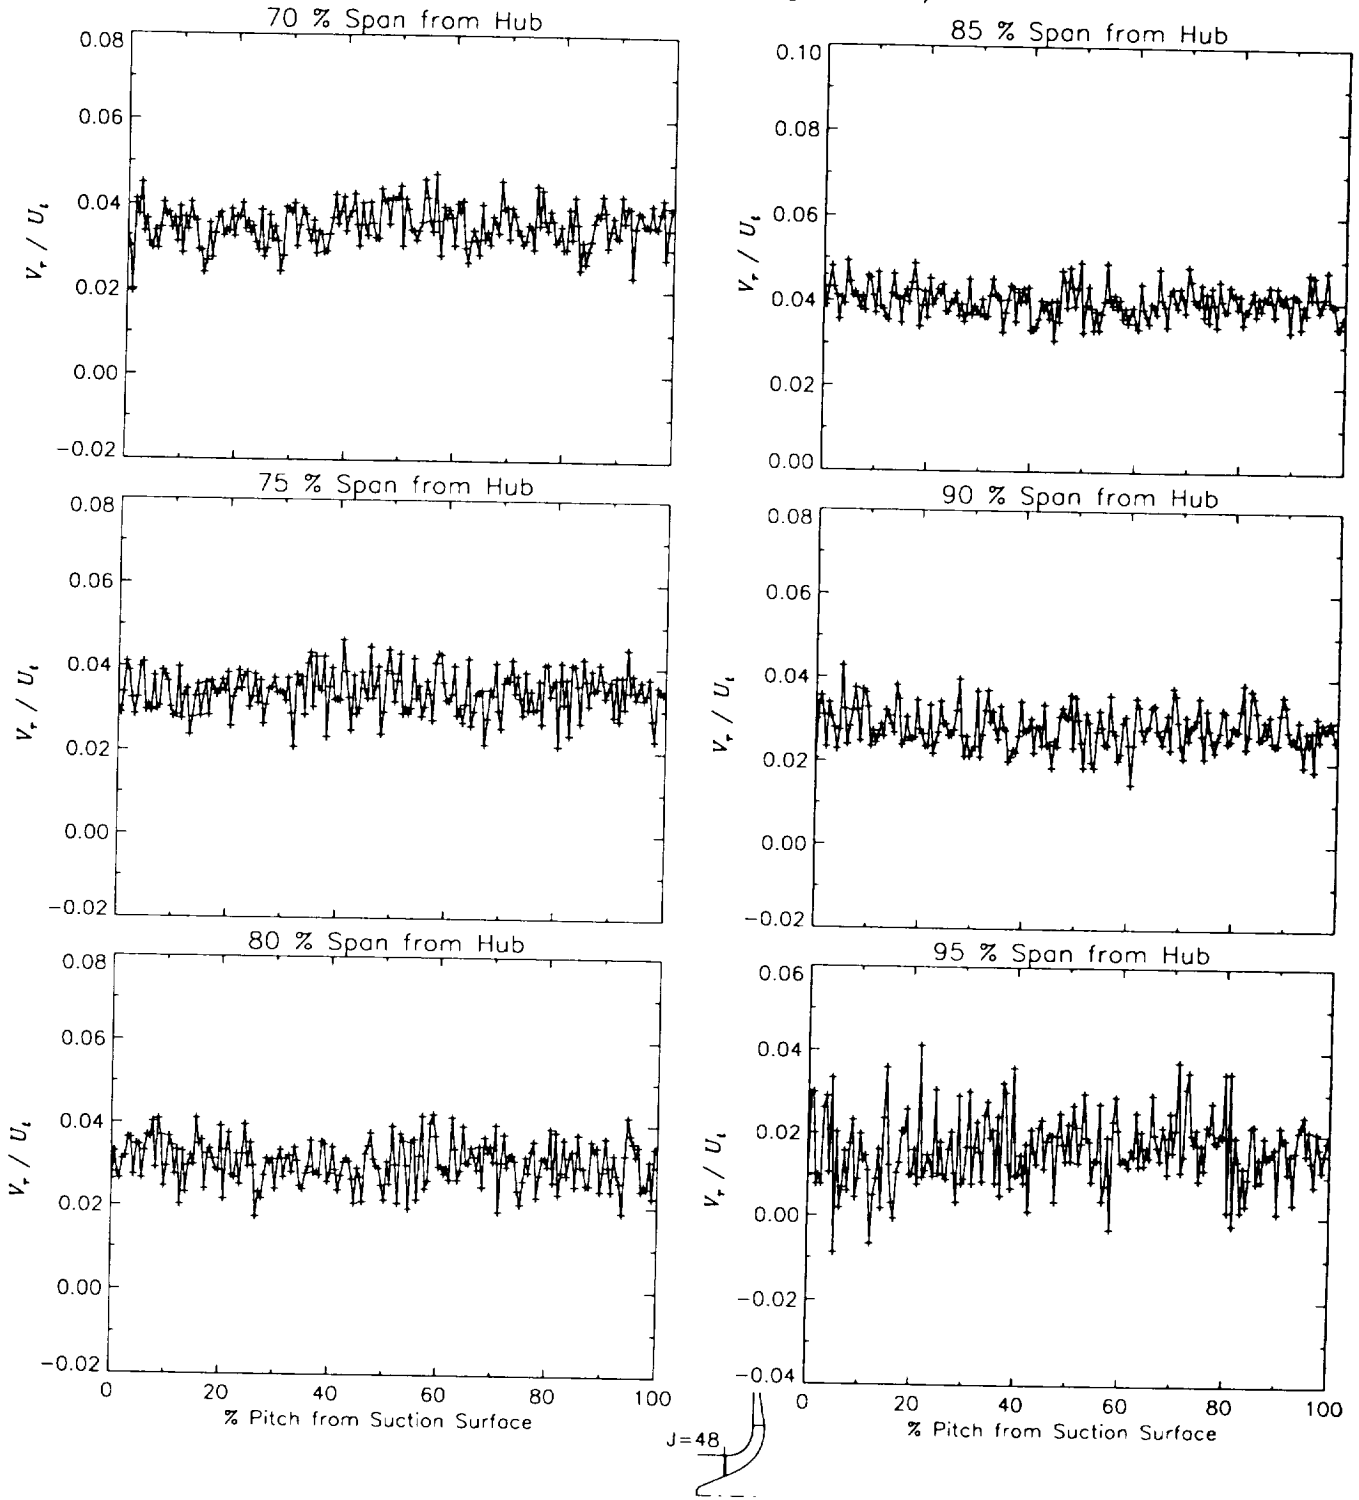 70 % Span from Hub
0.08
0.06
0.04
0.02
0.00
−0.02
V_r / U_t
75 % Span from Hub
0.08
0.06
0.04
0.02
0.00
−0.02
V_r / U_t
80 % Span from Hub
0.08
0.06
0.04
0.02
0.00
−0.02
V_r / U_t
0 20 40 60 80 100
% Pitch from Suction Surface
85 % Span from Hub
0.10
0.08
0.06
0.04
0.02
0.00
V_r / U_t
90 % Span from Hub
0.08
0.06
0.04
0.02
0.00
−0.02
V_r / U_t
95 % Span from Hub
0.06
0.04
0.02
0.00
−0.02
−0.04
V_r / U_t
0 20 40 60 80 100
% Pitch from Suction Surface
J=48